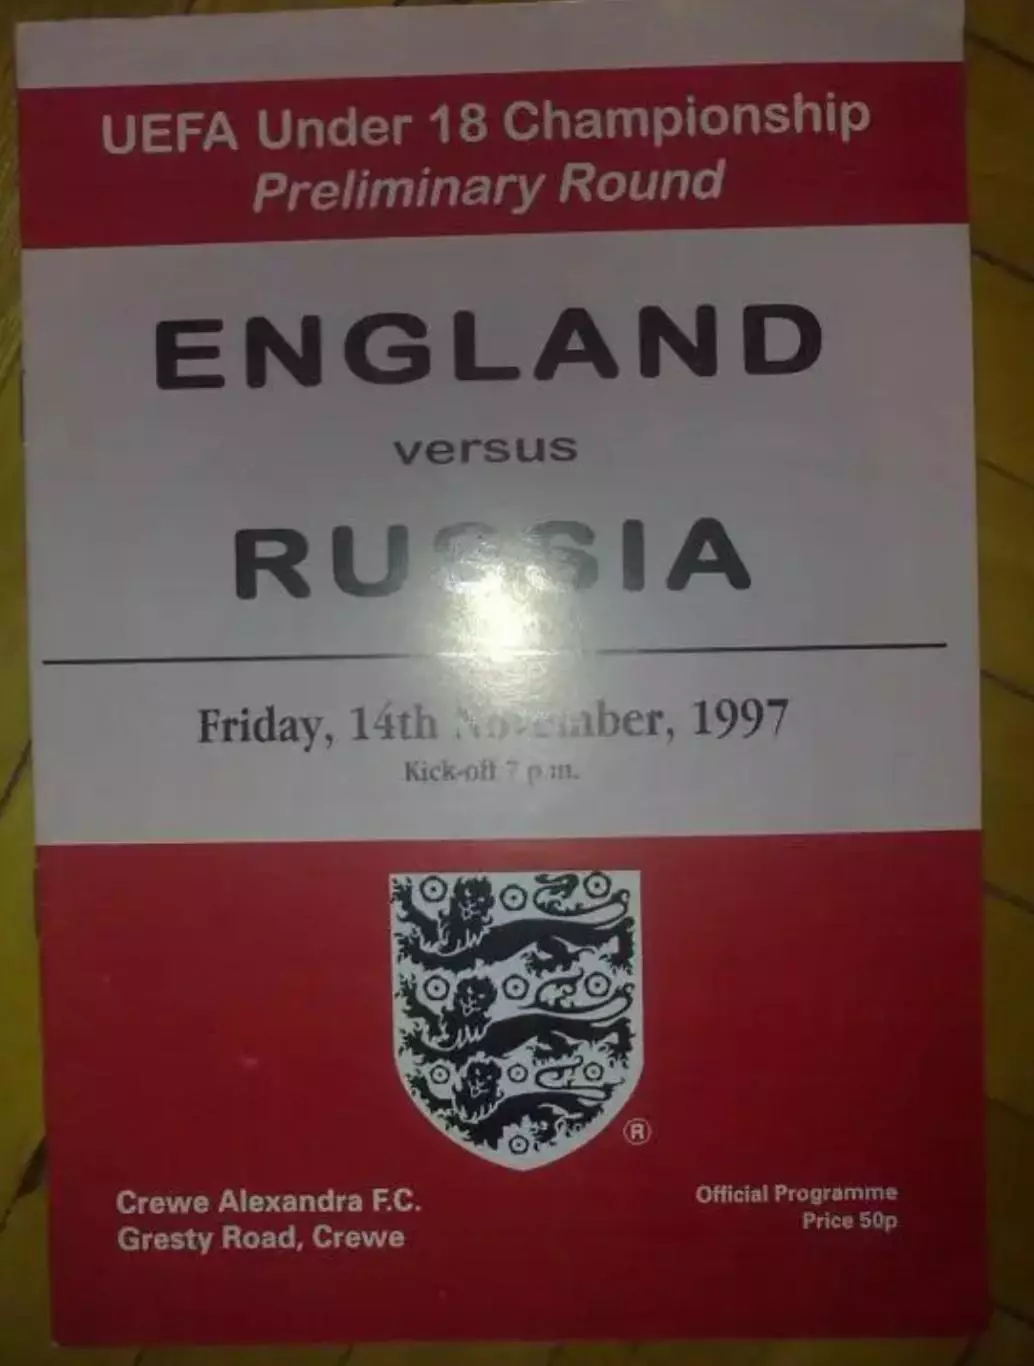 UEFA Under 18 Championship
Preliminary Round
ENGLAND
versus
RUSSIA
Friday, 14th November, 1997
Kick-off 7 p.m.
®
Crewe Alexandra F.C.
Gresty Road, Crewe
Official Programme
Price 50p